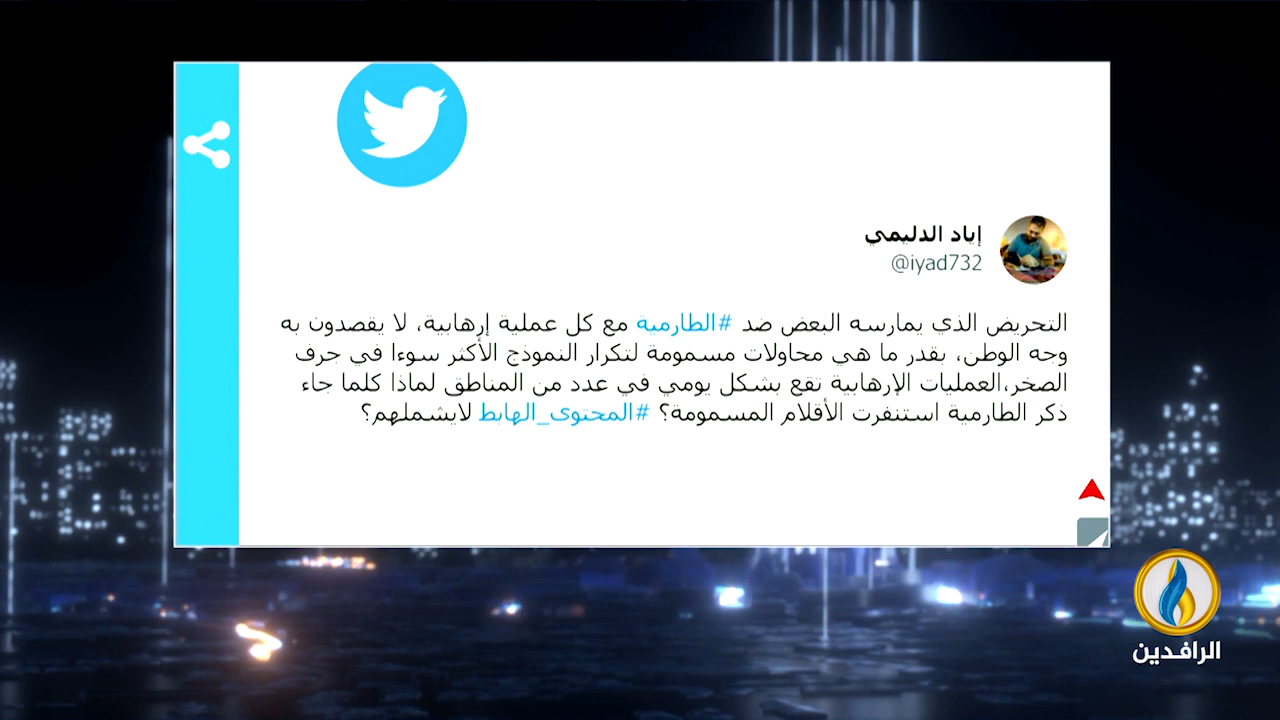 إياد الدليمي
@iyad732
التحريض الذي يمارسه البعض ضد #الطارمية مع كل عملية إرهابية، لا يقصدون به
وجه الوطن، بقدر ما هي محاولات مسمومة لتكرار النموذج الأكثر سوءا في جرف
الصخر،العمليات الإرهابية تقع بشكل يومي في عدد من المناطق لماذا كلما جاء
ذكر الطارمية استنفرت الأقلام المسمومة؟ #المحتوى_الهابط لايشملهم؟
الرافدين